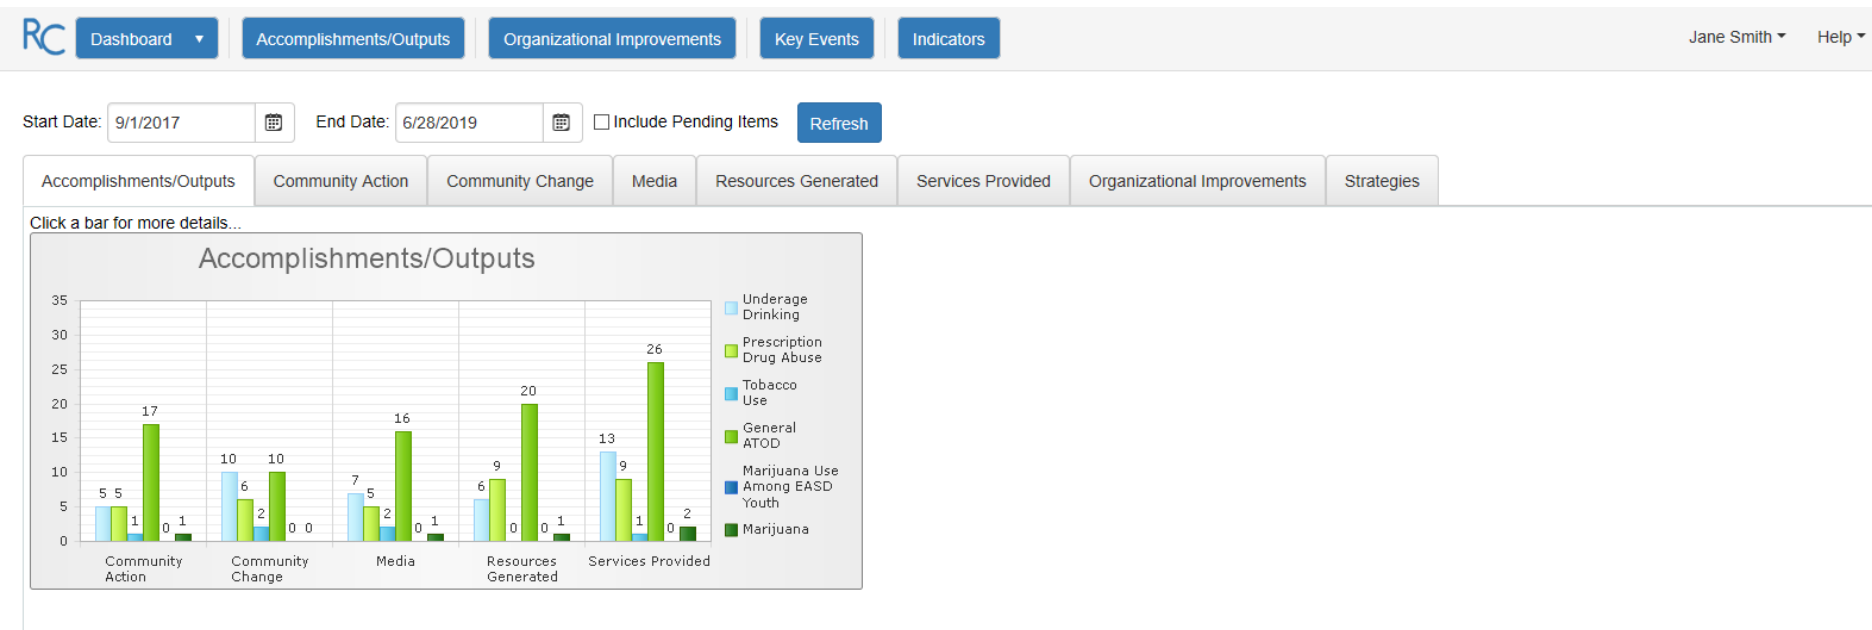 RC Dashboard ▼ Accomplishments/Outputs Organizational Improvements Key Events Indicators Jane Smith Help
Start Date: 9/1/2017 End Date: 6/28/2019 Include Pending Items Refresh
Accomplishments/Outputs Community Action Community Change Media Resources Generated Services Provided Organizational Improvements Strategies
Click a bar for more details...
Accomplishments/Outputs
35
30
25
20
15
10
5
0
5 5 1 17 0 1
10 6 2 10 0 0
7 5 2 16 0 1
6 9 0 20 0 1
13 9 1 26 0 2
Community
Action
Community
Change
Media
Resources
Generated
Services Provided
Underage
Drinking
Prescription
Drug Abuse
Tobacco
Use
General
ATOD
Marijuana Use
Among EASD
Youth
Marijuana